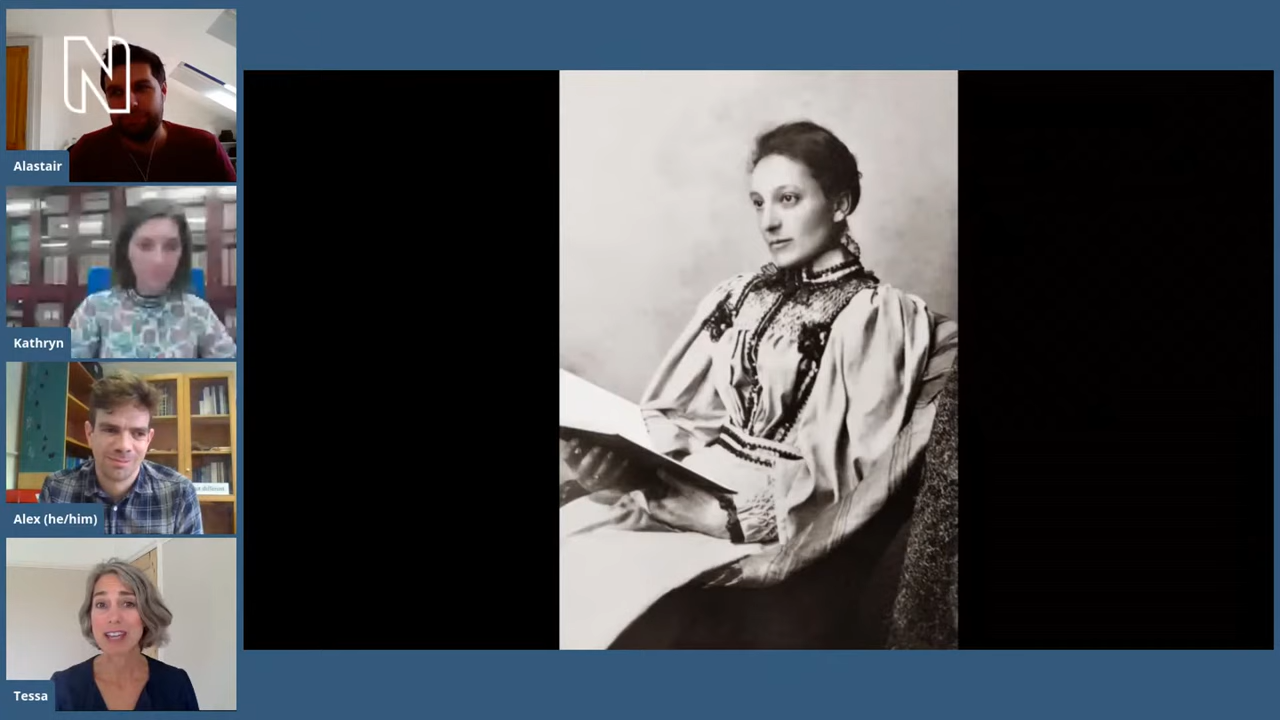 N
Alastair
Kathryn
Alex (he/him)
Tessa